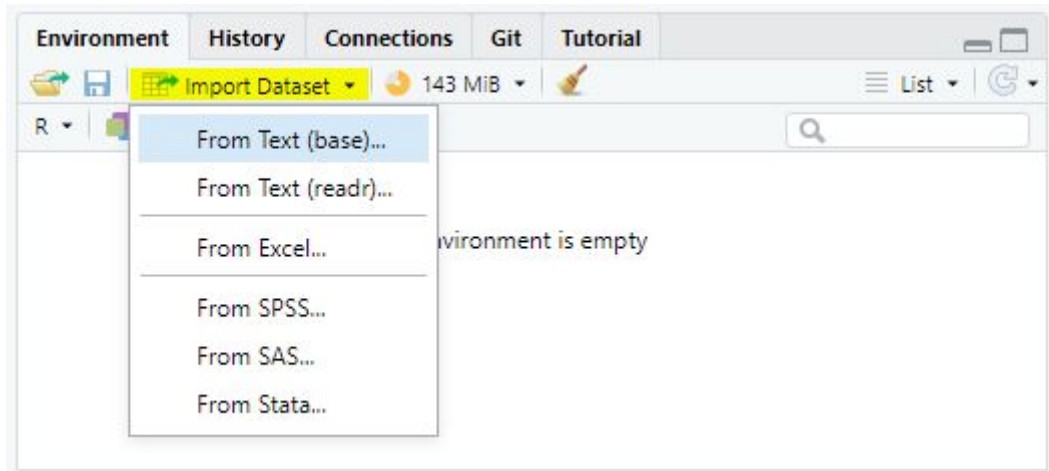 Environment History Connections Git Tutorial
Import Dataset 143 MiB List
R
From Text (base)...
From Text (readr)...
From Excel...
environment is empty
From SPSS...
From SAS...
From Stata...